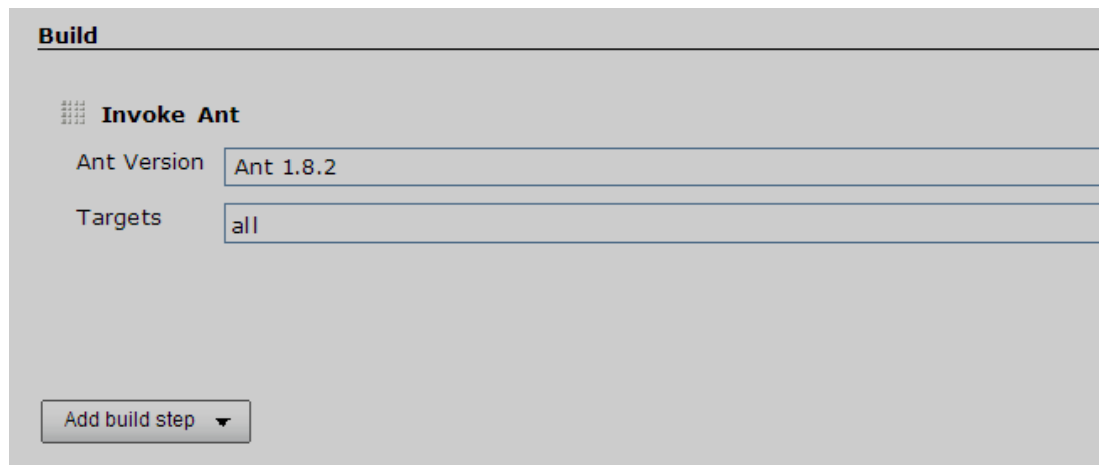 Build
Invoke Ant
Ant Version Ant 1.8.2
Targets all
Add build step